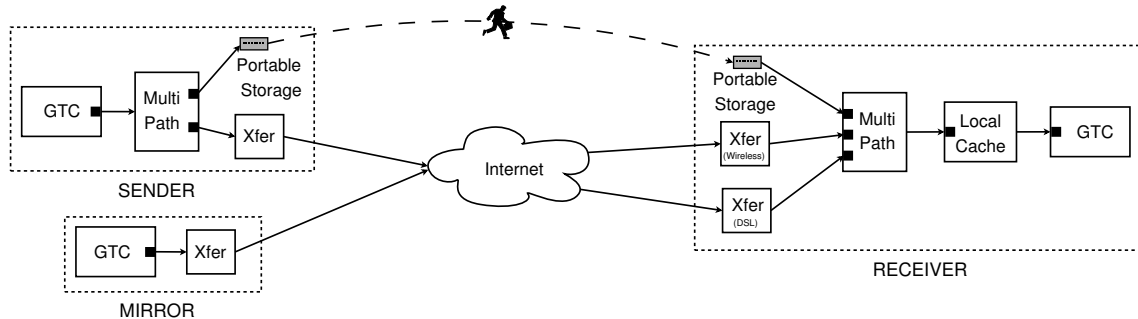 GTC
Multi
Path
Portable
Storage
Xfer
SENDER
GTC
Xfer
MIRROR
Internet
Portable
Storage
Xfer
(Wireless)
Xfer
(DSL)
Multi
Path
Local
Cache
GTC
RECEIVER